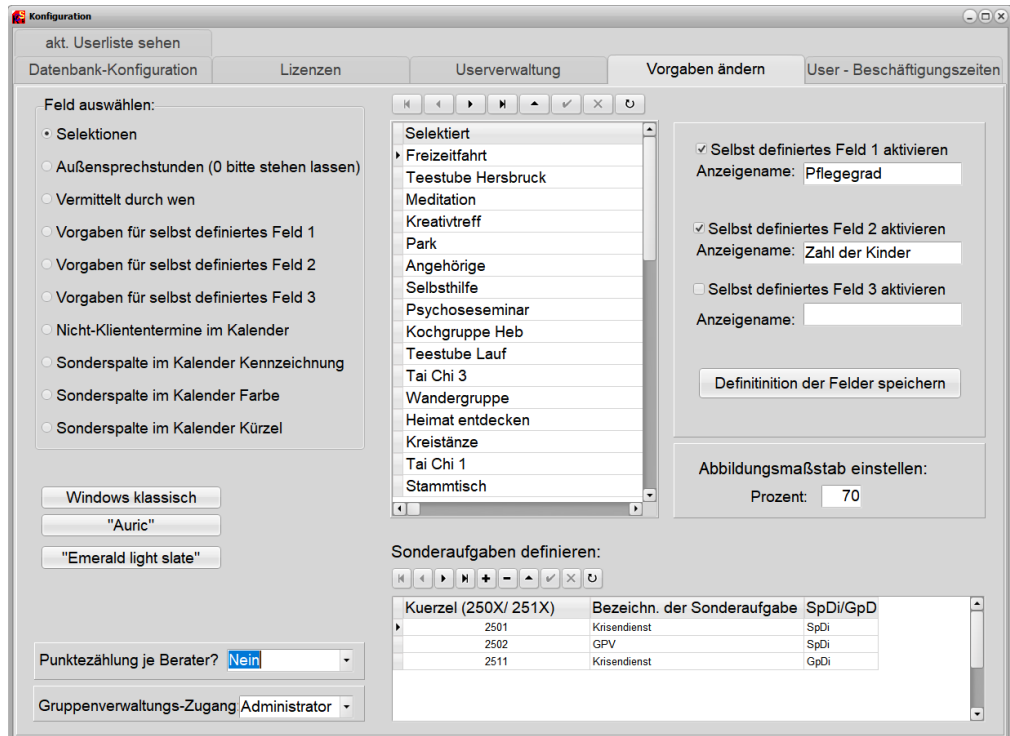 Konfiguration
akt. Userliste sehen
Datenbank-Konfiguration
Lizenzen
Userverwaltung
Vorgaben ändern
User - Beschäftigungszeiten
Feld auswählen:
Selektionen
Außensprechstunden (0 bitte stehen lassen)
Vermittelt durch wen
Vorgaben für selbst definiertes Feld 1
Vorgaben für selbst definiertes Feld 2
Vorgaben für selbst definiertes Feld 3
Nicht-Klientetermine im Kalender
Sonderspalte im Kalender Kennzeichnung
Sonderspalte im Kalender Farbe
Sonderspalte im Kalender Kürzel
Windows klassisch
"Auric"
"Emerald light slate"
Punktezählung je Berater? Nein
Gruppenverwaltungs-Zugang Administrator
Selektiert
Freizeitfahrt
Teestube Hersbruck
Meditation
Kreativtreff
Park
Angehörige
Selbsthilfe
Psychoseseminar
Kochgruppe Heb
Teestube Lauf
Tai Chi 3
Wandergruppe
Heimat entdecken
Kreistänze
Tai Chi 1
Stammtisch
Selbst definiertes Feld 1 aktivieren
Anzeigename: Pflegegrad
Selbst definiertes Feld 2 aktivieren
Anzeigename: Zahl der Kinder
Selbst definiertes Feld 3 aktivieren
Anzeigename:
Definitinition der Felder speichern
Abbildungsmaßstab einstellen:
Prozent: 70
Sonderaufgaben definieren:
Kuerzel (250X/ 251X) Bezeichn. der Sonderaufgabe SpDi/GpD
2501 Krisendienst SpDi
2502 GPV SpDi
2511 Krisendienst GpDi